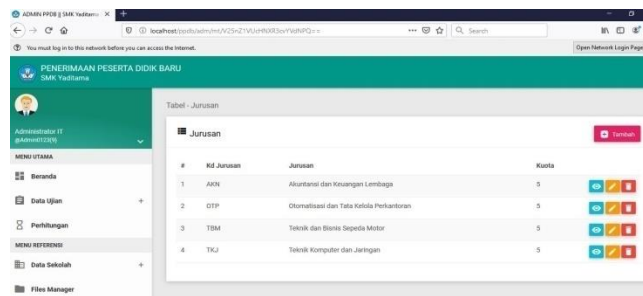 ADMIN PPDB || SMK Yaditama
localhost/ppdb/adm/mt/
Search
You must log in to this network before you can access the Internet.
Open Network Login Page
PENERIMAAN PESERTA DIDIK BARU
SMK Yaditama
Administrator IT
MENU UTAMA
Beranda
Data Ujian +
Perhitungan
MENU REFERENSI
Data Sekolah +
Files Manager
Tabel - Jurusan
Jurusan
Tambah
# Kd Jurusan Jurusan Kuota
1 AKN Akuntansi dan Keuangan Lembaga 5
2 OTP Otomatisasi dan Tata Kelola Perkantoran 5
3 TBM Teknik dan Bisnis Sepeda Motor 5
4 TKJ Teknik Komputer dan Jaringan 5